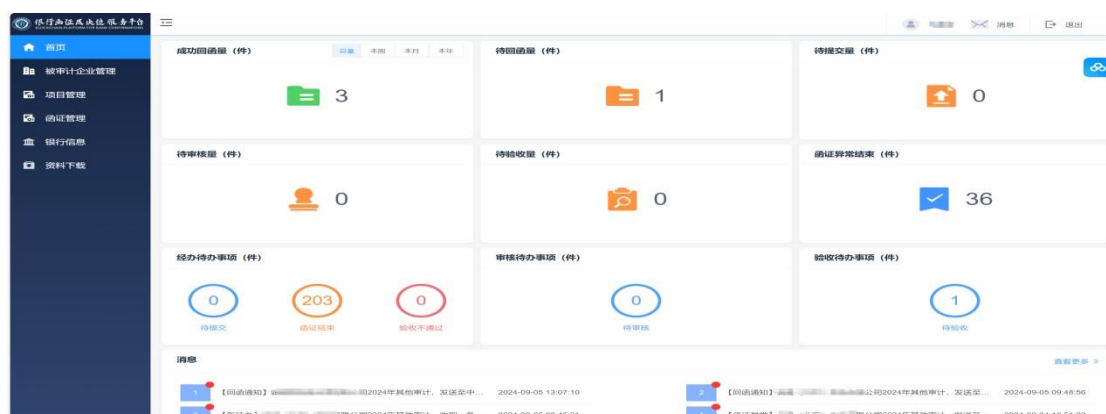 银行函证区块链服务平台
消息
退出
首页
被审计企业管理
项目管理
函证管理
银行信息
资料下载
成功回函量（件）
总量 本周 本月 本年
3
待回函量（件）
1
待提交量（件）
0
待审核量（件）
0
待验收量（件）
0
函证异常结束（件）
36
经办待办事项（件）
0
待提交
203
函证结束
0
验收不通过
审核待办事项（件）
0
待审核
验收待办事项（件）
1
待验收
消息
查看更多 >
1 【回函通知】 公司2024年其他审计，发送至中... 2024-09-05 13:07:10
2 【回函通知】 公司2024年其他审计，发送至... 2024-09-05 09:48:56